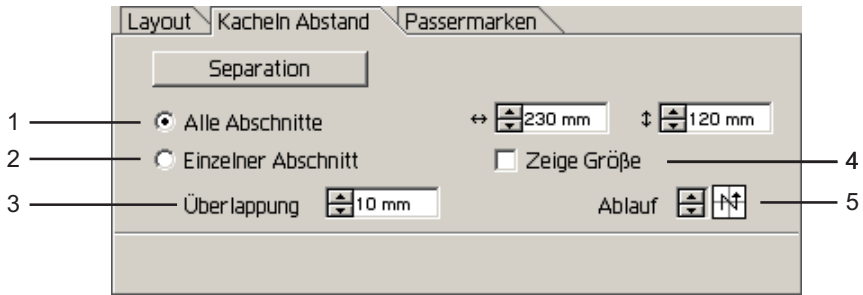 Layout Kacheln Abstand Passermarken
Separation
1 Alle Abschnitte 230 mm 120 mm
2 Einzelner Abschnitt Zeige Größe 4
3 Überlappung 10 mm Ablauf 5